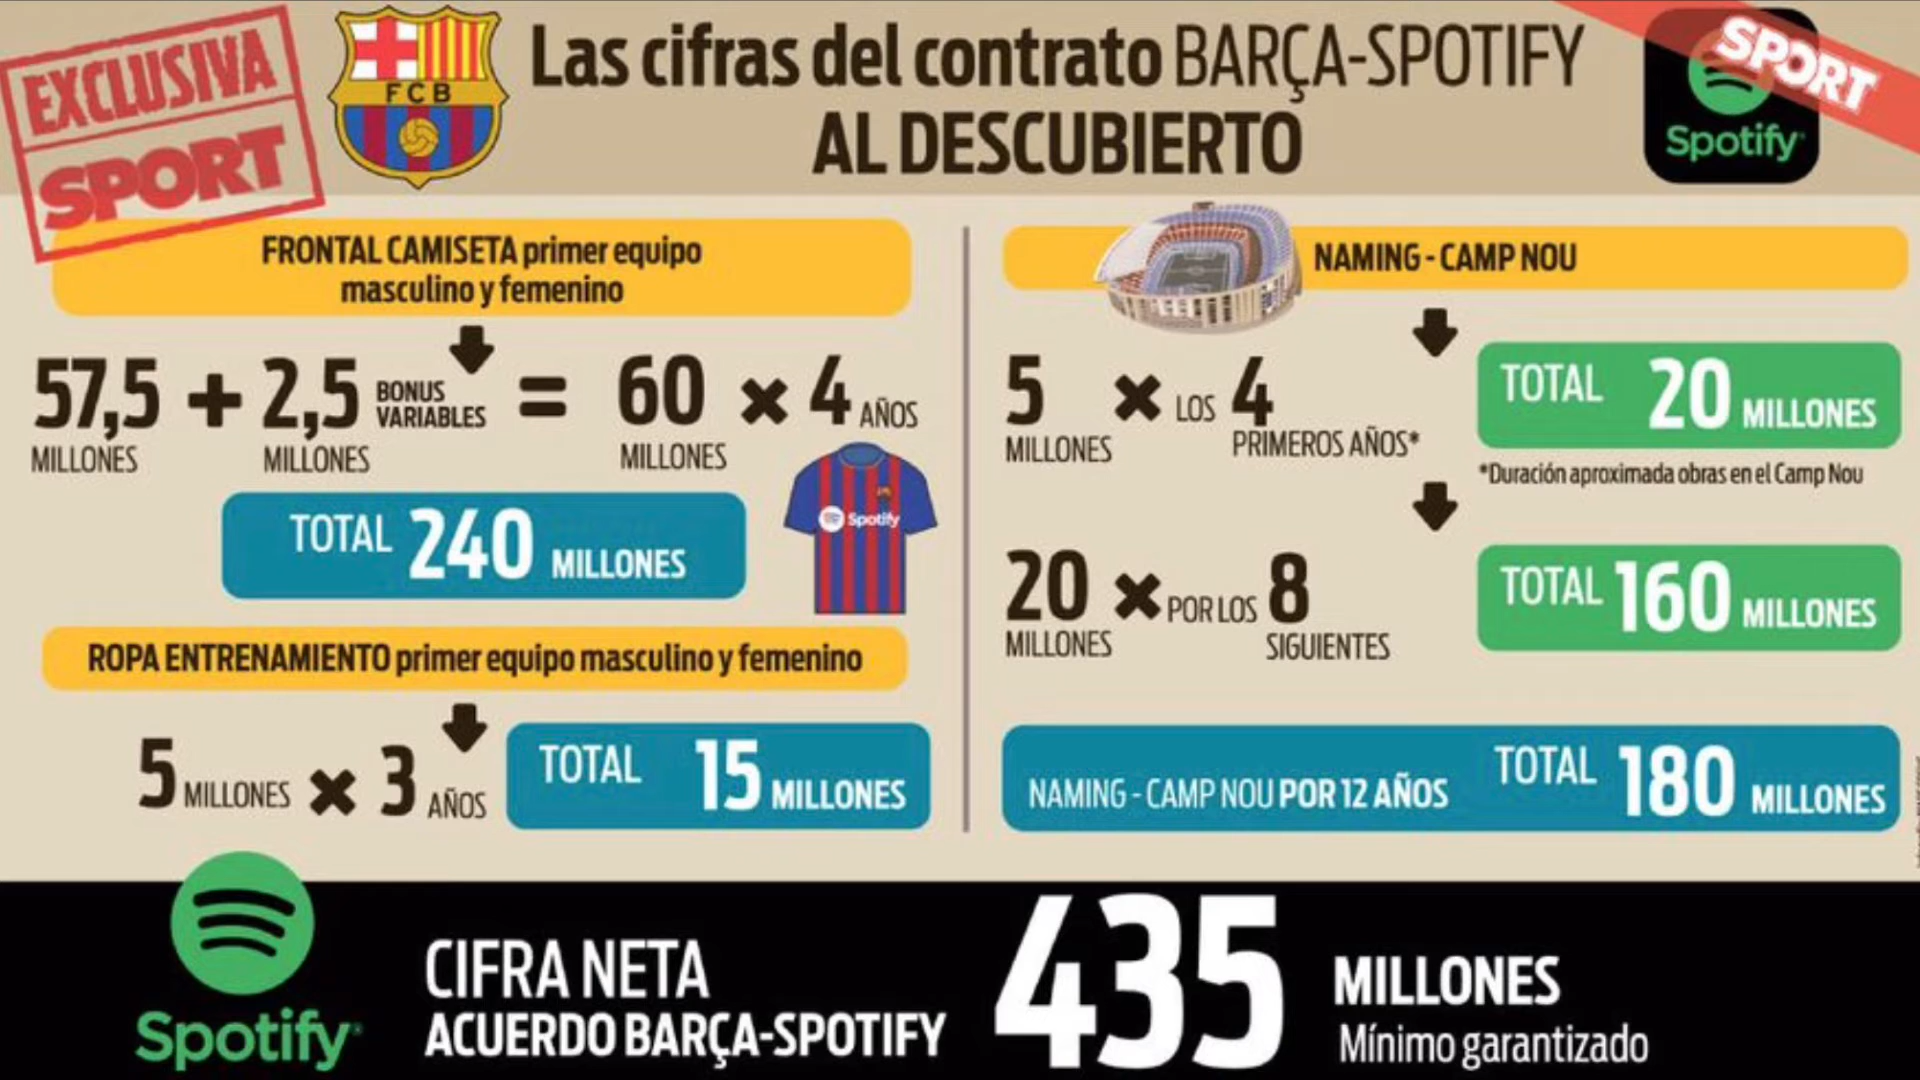 EXCLUSIVA
SPORT
FCB
Las cifras del contrato BARÇA-SPOTIFY
AL DESCUBIERTO
SPORT
Spotify
FRONTAL CAMISETA primer equipo
masculino y femenino
57,5 + 2,5 BONUS VARIABLES = 60 × 4 AÑOS
MILLONES MILLONES MILLONES
Spotify
TOTAL 240 MILLONES
ROPA ENTRENAMIENTO primer equipo masculino y femenino
5 MILLONES × 3 AÑOS TOTAL 15 MILLONES
NAMING - CAMP NOU
5 × LOS 4
MILLONES PRIMEROS AÑOS*
TOTAL 20 MILLONES
*Duración aproximada obras en el Camp Nou
20 × POR LOS 8
MILLONES SIGUIENTES
TOTAL 160 MILLONES
NAMING - CAMP NOU POR 12 AÑOS TOTAL 180 MILLONES
Spotify
CIFRA NETA
ACUERDO BARÇA-SPOTIFY
435 MILLONES
Mínimo garantizado